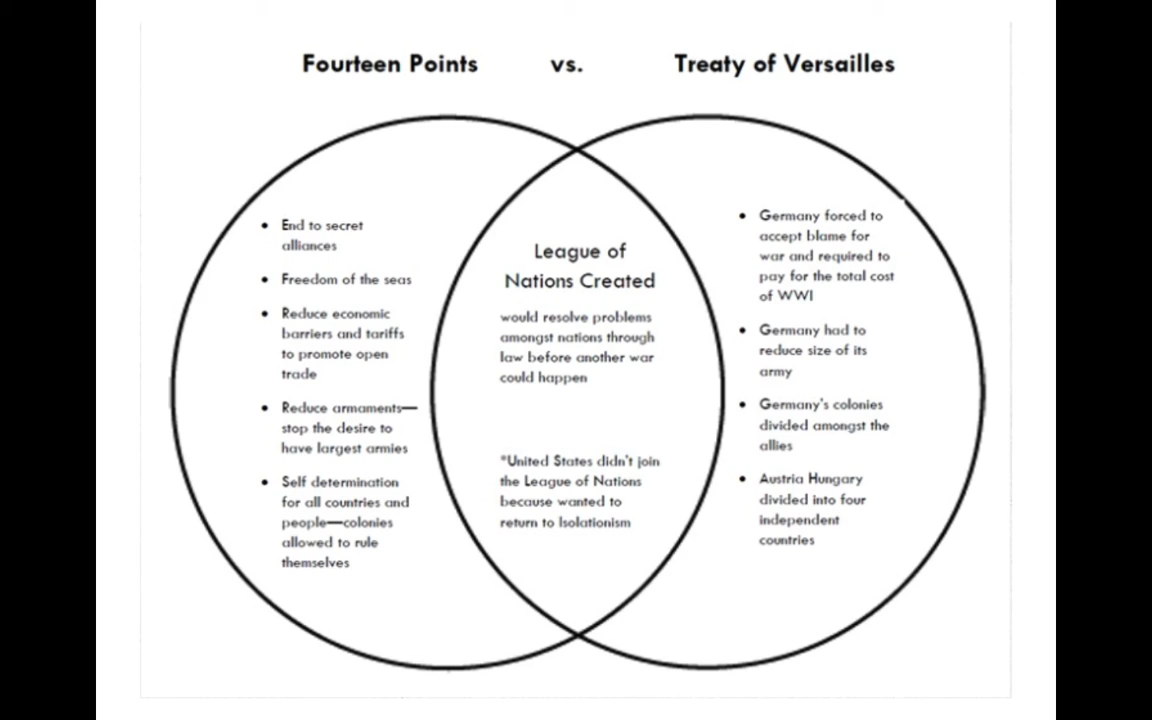 Fourteen Points vs. Treaty of Versailles
• End to secret
alliances
• Freedom of the seas
• Reduce economic
barriers and tariffs
to promote open
trade
• Reduce armaments—
stop the desire to
have largest armies
• Self determination
for all countries and
people—colonies
allowed to rule
themselves
League of
Nations Created
would resolve problems
amongst nations through
law before another war
could happen
*United States didn't join
the League of Nations
because wanted to
return to Isolationism
• Germany forced to
accept blame for
war and required to
pay for the total cost
of WWI
• Germany had to
reduce size of its
army
• Germany's colonies
divided amongst the
allies
• Austria Hungary
divided into four
independent
countries